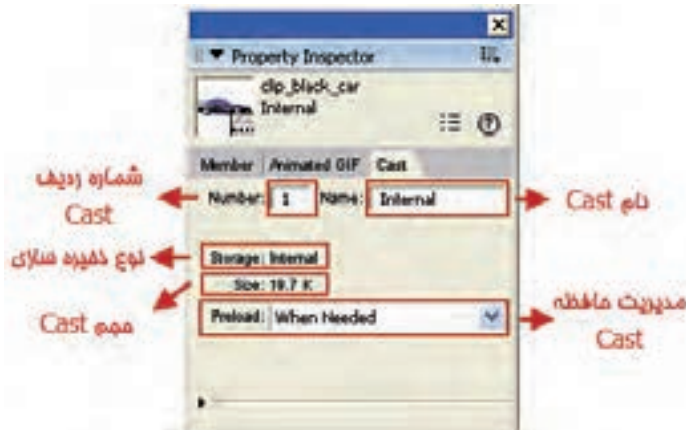 Property Inspector
clip_black_car
Internal
Member Animated GIF Cast
Number: 1 Name: Internal
Storage: Internal
Size: 19.7 K
Preload: When Needed
شماره ردیف
Cast
نام Cast
نوع ذخیره سازی
حجم Cast
مدیریت حافظه
Cast